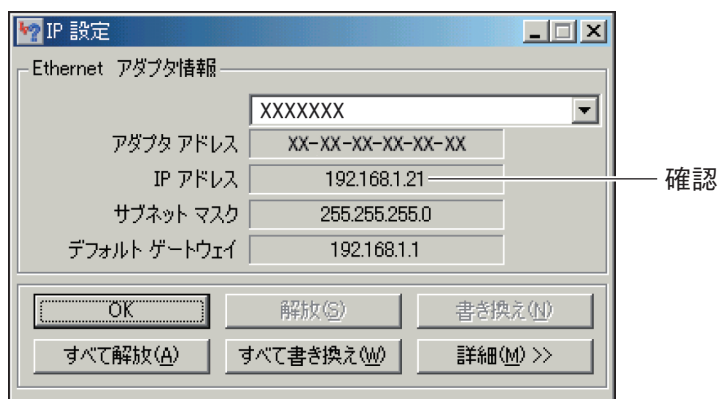 IP 設定
Ethernet アダプタ情報
XXXXXXX
アダプタ アドレス XX-XX-XX-XX-XX-XX
IP アドレス 192.168.1.21 確認
サブネット マスク 255.255.255.0
デフォルト ゲートウェイ 192.168.1.1
OK 解放(S) 書き換え(N)
すべて解放(A) すべて書き換え(W) 詳細(M) >>